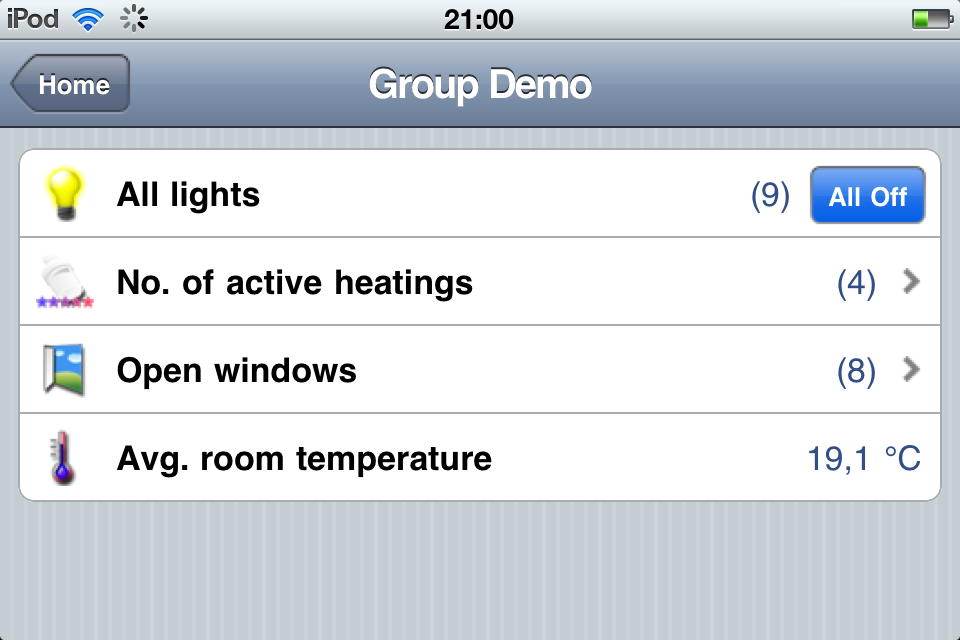 iPod 21:00
Home Group Demo
All lights (9) All Off
No. of active heatings (4)
Open windows (8)
Avg. room temperature 19,1 °C